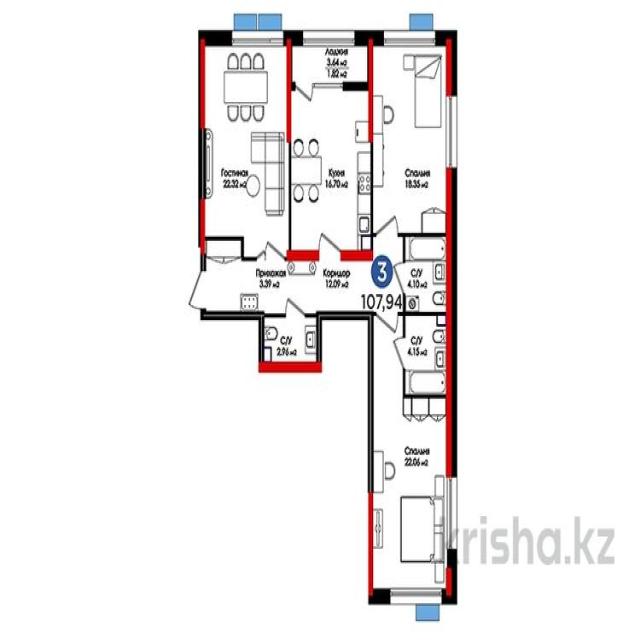 Лоджия
3.64 м2
1.82 м2
Гостиная
22.32 м2
Кухня
16.70 м2
Спальня
18.35 м2
Прихожая
3.39 м2
Коридор
12.09 м2
3
107,94
С/У
4.10 м2
С/У
2.96 м2
С/У
4.15 м2
Спальня
22.06 м2
krisha.kz